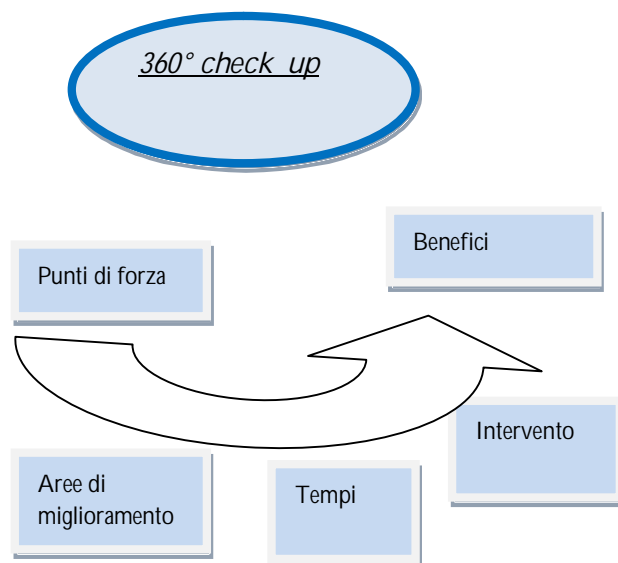 360° check up
Benefici
Punti di forza
Intervento
Aree di
miglioramento
Tempi